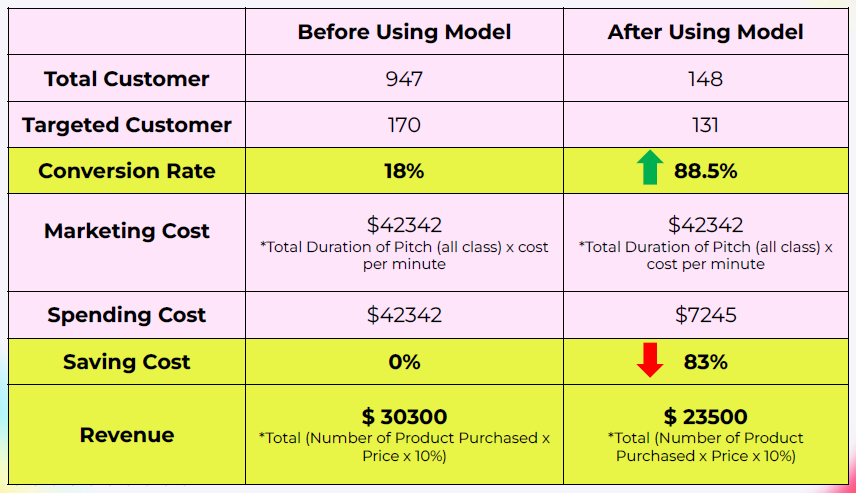 Before Using Model After Using Model
Total Customer 947 148
Targeted Customer 170 131
Conversion Rate 18% 88.5%
Marketing Cost $42342 $42342
*Total Duration of Pitch (all class) x cost *Total Duration of Pitch (all class) x
per minute cost per minute
Spending Cost $42342 $7245
Saving Cost 0% 83%
Revenue $ 30300 $ 23500
*Total (Number of Product Purchased x *Total (Number of Product
Price x 10%) Purchased x Price x 10%)